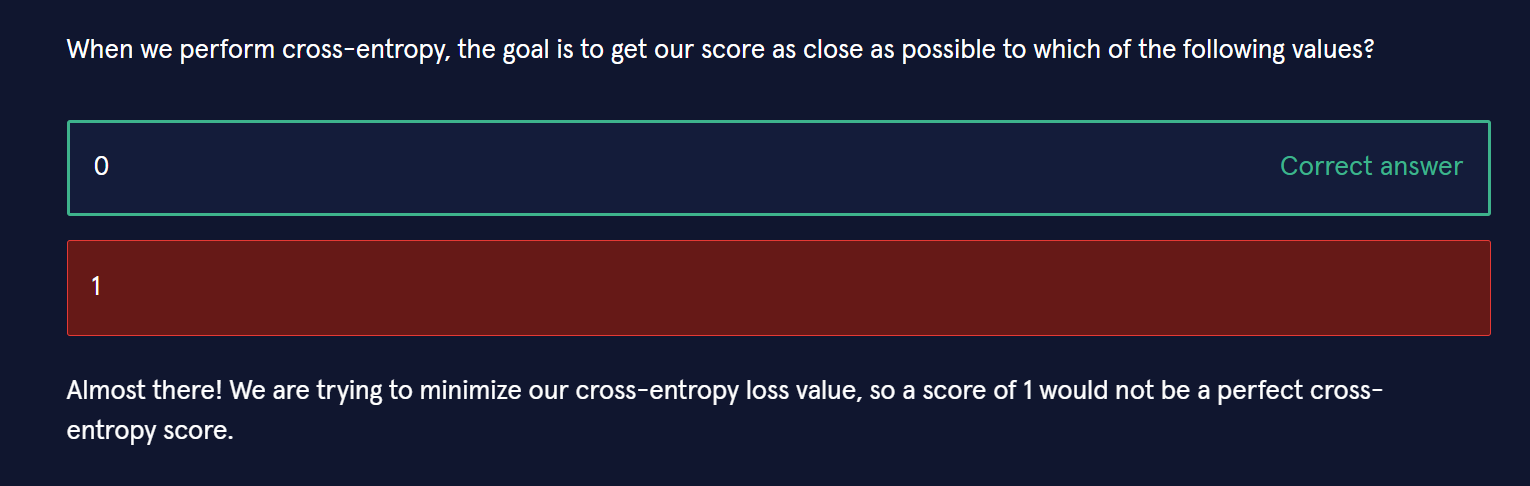 When we perform cross-entropy, the goal is to get our score as close as possible to which of the following values?
0
Correct answer
1
Almost there! We are trying to minimize our cross-entropy loss value, so a score of 1 would not be a perfect cross-
entropy score.